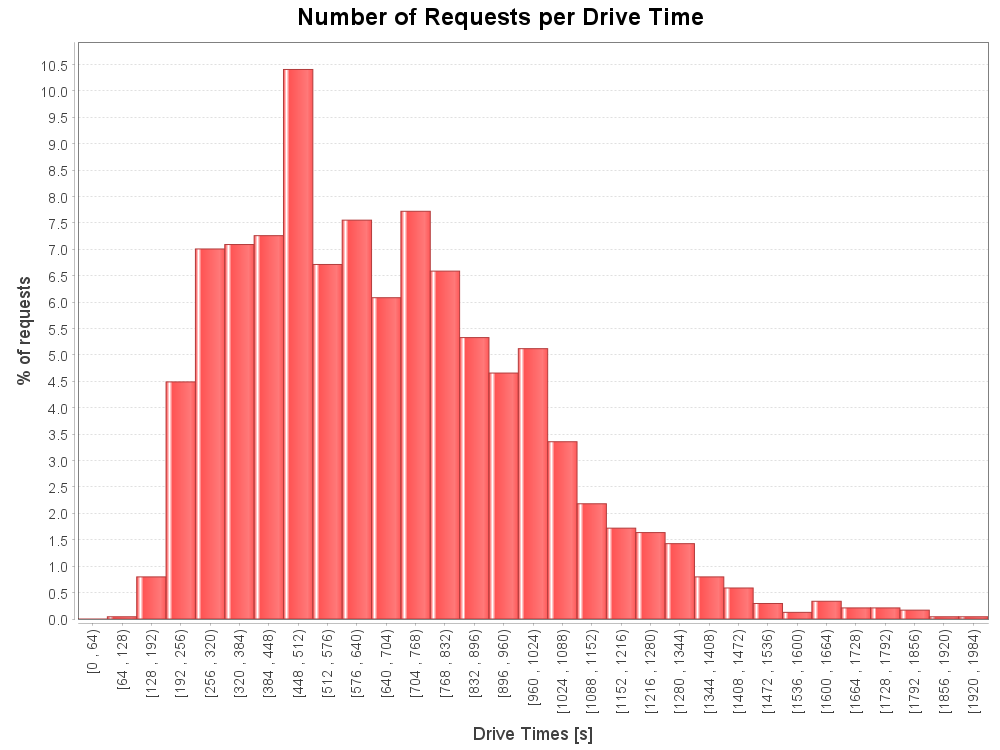 Number of Requests per Drive Time
% of requests
10.5
10.0
9.5
9.0
8.5
8.0
7.5
7.0
6.5
6.0
5.5
5.0
4.5
4.0
3.5
3.0
2.5
2.0
1.5
1.0
0.5
0.0
[0 , 64)
[64 , 128)
[128 , 192)
[192 , 256)
[256 , 320)
[320 , 384)
[384 , 448)
[448 , 512)
[512 , 576)
[576 , 640)
[640 , 704)
[704 , 768)
[768 , 832)
[832 , 896)
[896 , 960)
[960 , 1024)
[1024 , 1088)
[1088 , 1152)
[1152 , 1216)
[1216 , 1280)
[1280 , 1344)
[1344 , 1408)
[1408 , 1472)
[1472 , 1536)
[1536 , 1600)
[1600 , 1664)
[1664 , 1728)
[1728 , 1792)
[1792 , 1856)
[1856 , 1920)
[1920 , 1984)
Drive Times [s]